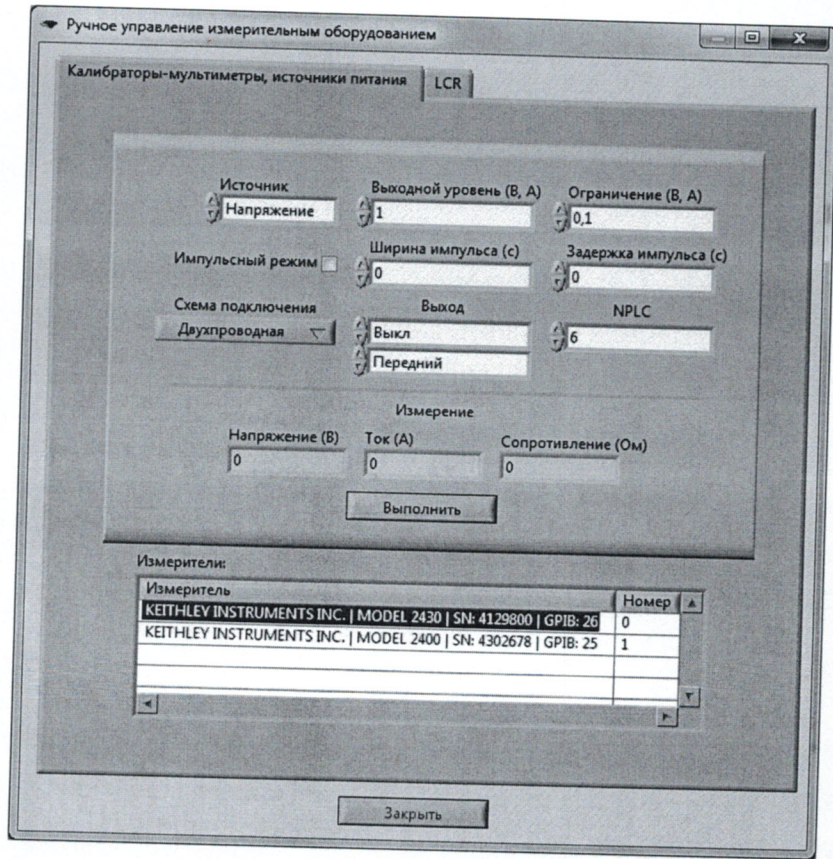 Ручное управление измерительным оборудованием
Калибраторы-мультиметры, источники питания
LCR
Источник
Выходной уровень (В, А)
Ограничение (В, А)
Напряжение
1
0,1
Импульсный режим
Ширина импульса (с)
Задержка импульса (с)
0
0
Схема подключения
Выход
NPLC
Двухпроводная
Выкл
6
Передний
Измерение
Напряжение (В)
Ток (А)
Сопротивление (Ом)
0
0
0
Выполнить
Измерители:
Измеритель
Номер
KEITHLEY INSTRUMENTS INC. | MODEL 2430 | SN: 4129800 | GPIB: 26
0
KEITHLEY INSTRUMENTS INC. | MODEL 2400 | SN: 4302678 | GPIB: 25
1
Закрыть